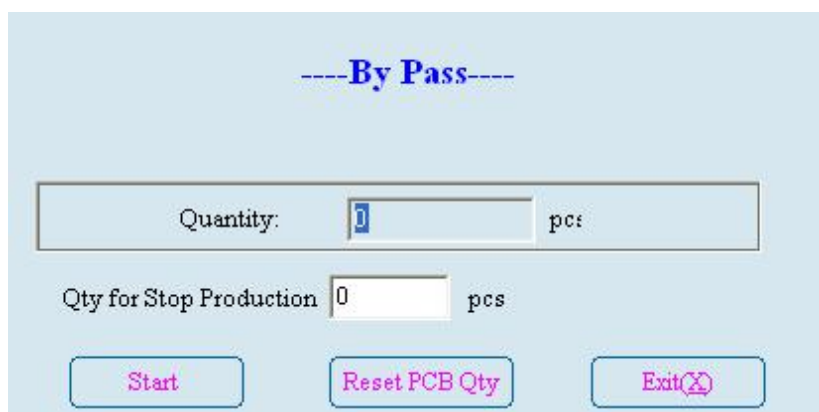 ----By Pass----
Quantity: 0 pcs
Qty for Stop Production 0 pcs
Start Reset PCB Qty Exit(X)